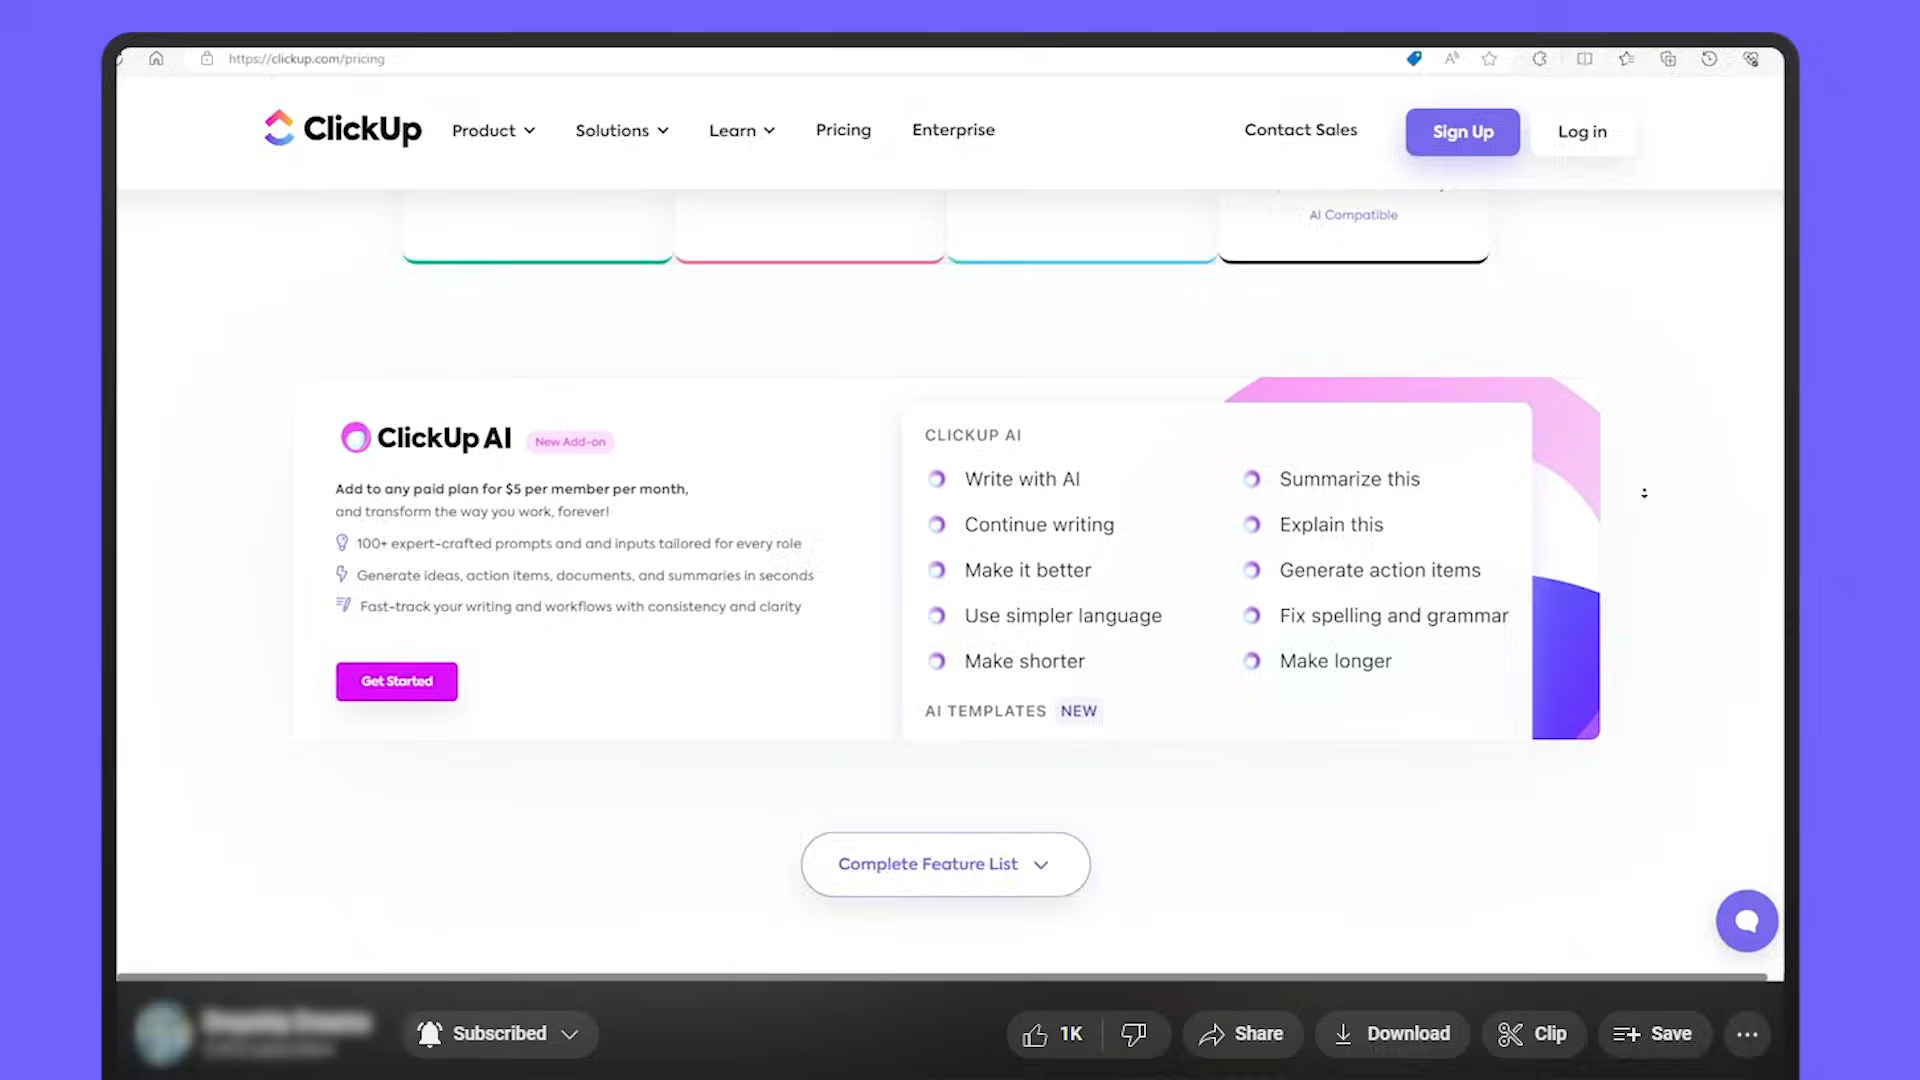 https://clickup.com/pricing
ClickUp Product Solutions Learn Pricing Enterprise Contact Sales Sign Up Log in
AI Compatible
ClickUp AI New Add-on
Add to any paid plan for $5 per member per month,
and transform the way you work, forever!
100+ expert-crafted prompts and and inputs tailored for every role
Generate ideas, action items, documents, and summaries in seconds
Fast-track your writing and workflows with consistency and clarity
Get Started
CLICKUP AI
Write with AI
Continue writing
Make it better
Use simpler language
Make shorter
Summarize this
Explain this
Generate action items
Fix spelling and grammar
Make longer
AI TEMPLATES NEW
Complete Feature List
Subscribed 1K Share Download Clip Save